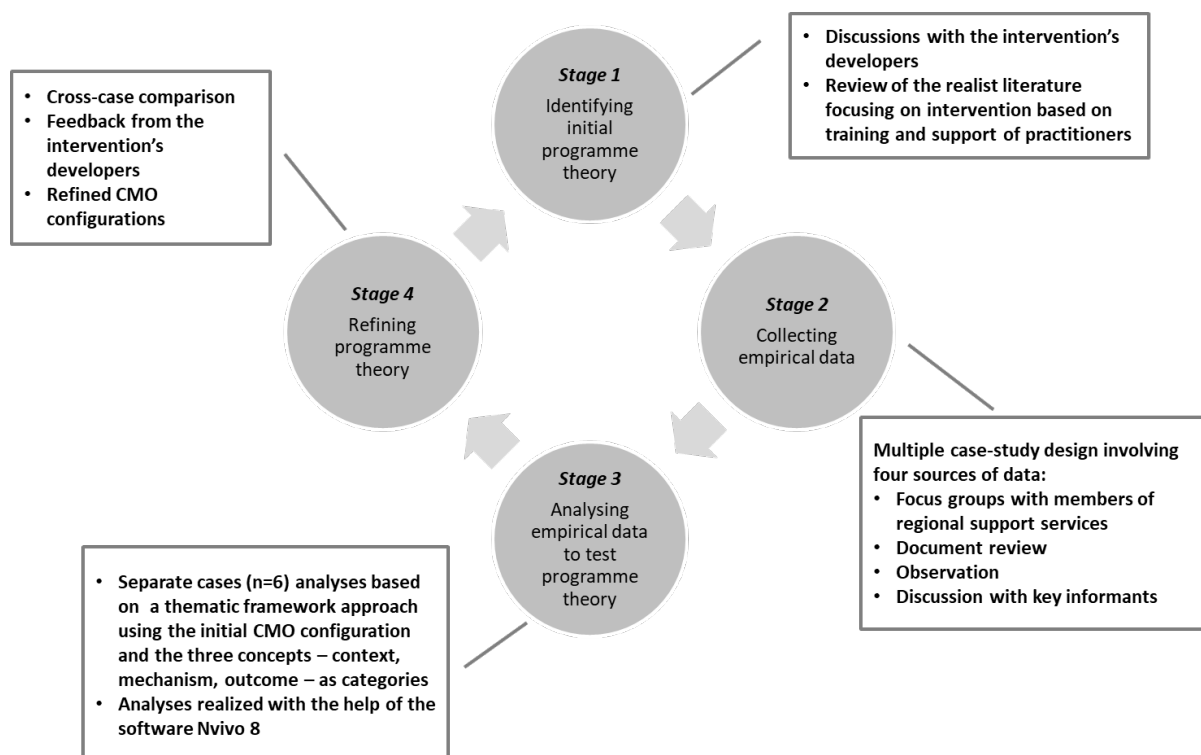 Stage 1
Identifying
initial
programme
theory
• Discussions with the intervention's
developers
• Review of the realist literature
focusing on intervention based on
training and support of practitioners
Stage 2
Collecting
empirical data
Multiple case-study design involving
four sources of data:
• Focus groups with members of
regional support services
• Document review
• Observation
• Discussion with key informants
Stage 3
Analysing
empirical data
to test
programme
theory
• Separate cases (n=6) analyses based
on a thematic framework approach
using the initial CMO configuration
and the three concepts – context,
mechanism, outcome – as categories
• Analyses realized with the help of the
software Nvivo 8
Stage 4
Refining
programme
theory
• Cross-case comparison
• Feedback from the
intervention's
developers
• Refined CMO
configurations